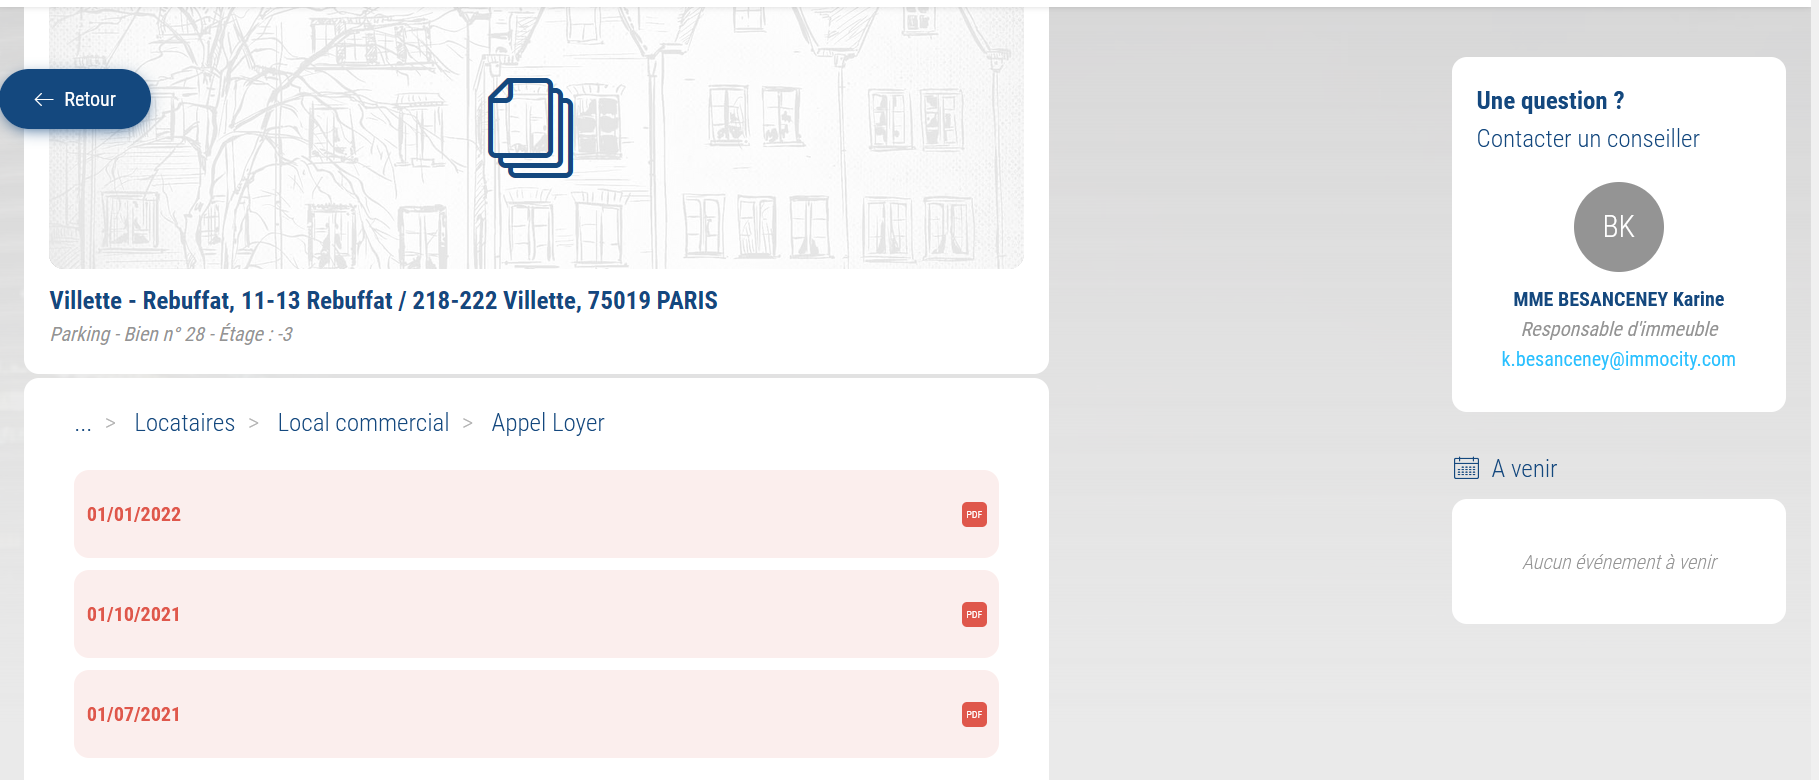 ← Retour
Villette - Rebuffat, 11-13 Rebuffat / 218-222 Villette, 75019 PARIS
Parking - Bien n° 28 - Étage : -3
... > Locataires > Local commercial > Appel Loyer
01/01/2022
PDF
01/10/2021
PDF
01/07/2021
PDF
Une question ?
Contacter un conseiller
BK
MME BESANCENEY Karine
Responsable d'immeuble
k.besanceney@immocity.com
A venir
Aucun événement à venir